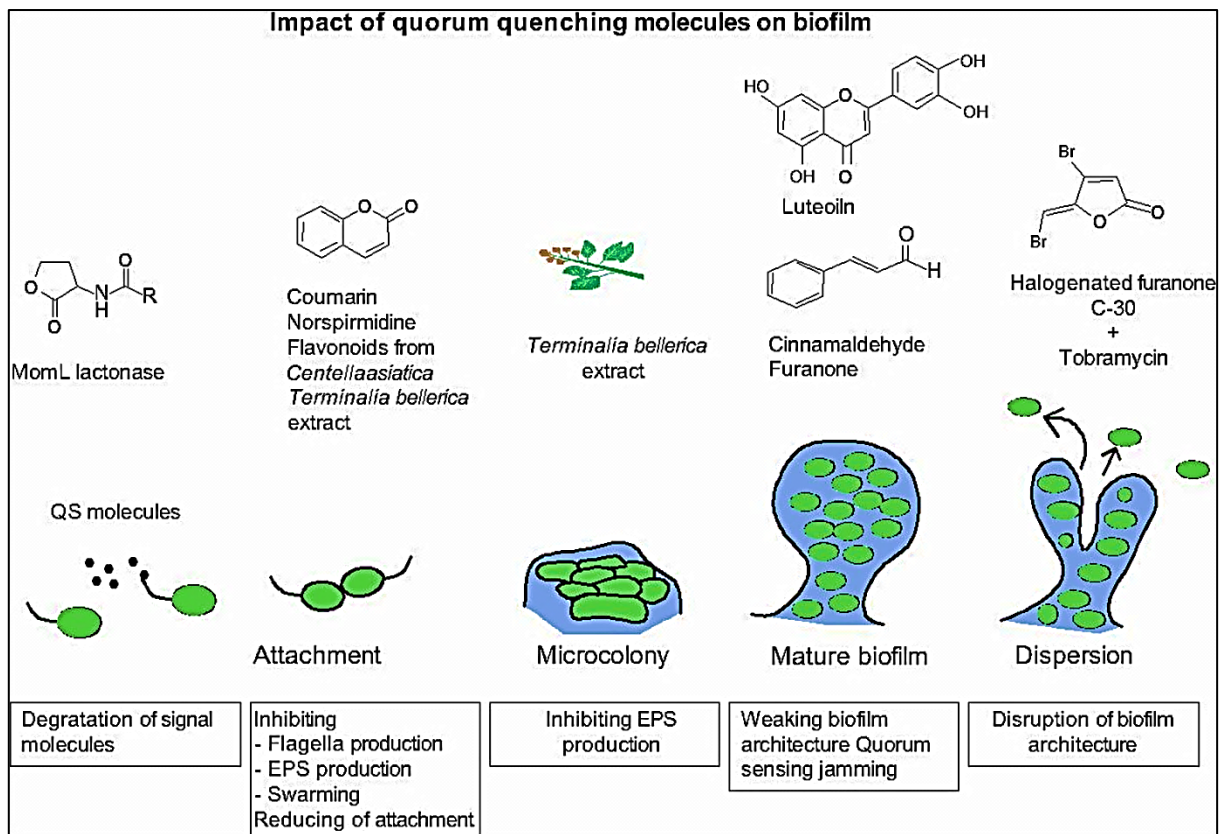 Impact of quorum quenching molecules on biofilm
O
O
N
H
O
R
MomL lactonase
O
O
Coumarin
Norspirmidine
Flavonoids from
Centellaasiatica
Terminalia bellerica
extract
Terminalia bellerica
extract
OH
HO
O
OH
OH
O
Luteoiln
O
H
Cinnamaldehyde
Furanone
Br
O
O
Br
Halogenated furanone
C-30
+
Tobramycin
QS molecules
Attachment
Microcolony
Mature biofilm
Dispersion
Degratation of signal
molecules
Inhibiting
- Flagella production
- EPS production
- Swarming
Reducing of attachment
Inhibiting EPS
production
Weaking biofilm
architecture Quorum
sensing jamming
Disruption of biofilm
architecture